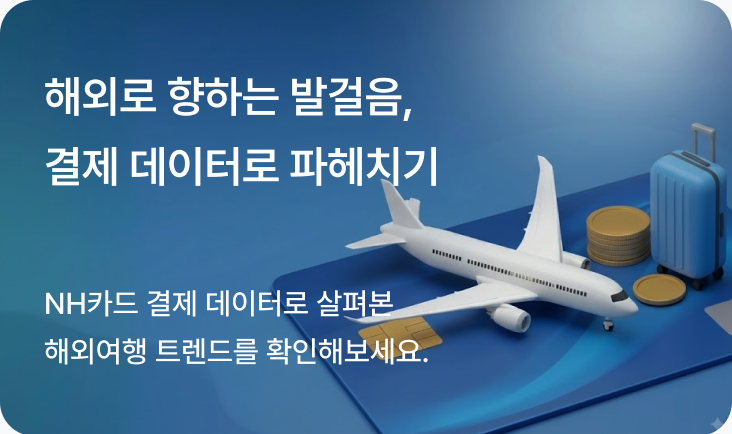 해외로 향하는 발걸음,
결제 데이터로 파헤치기
NH카드 결제 데이터로 살펴본
해외여행 트렌드를 확인해보세요.